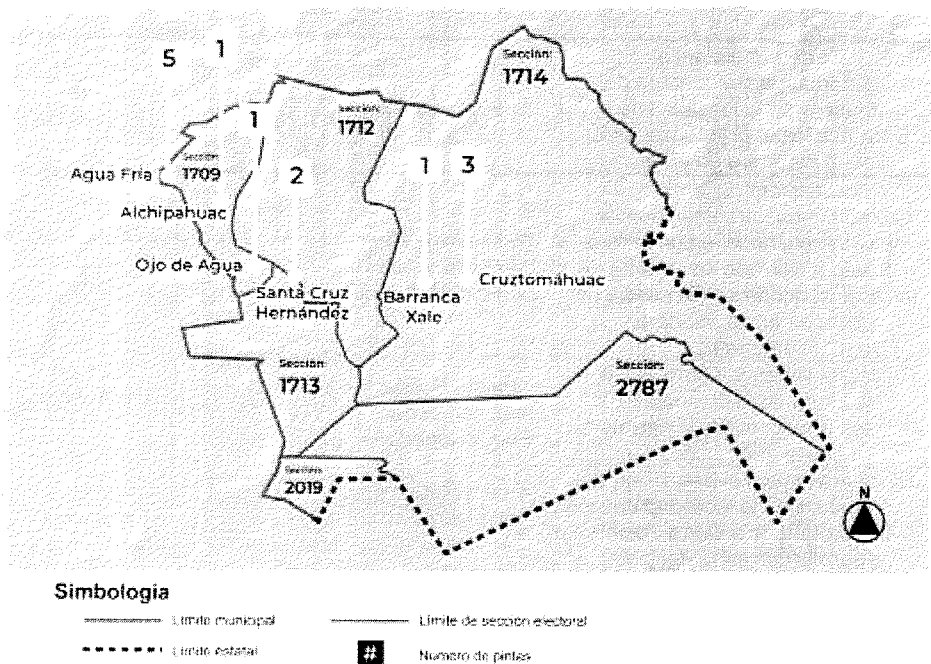 5 1
Sección:
1714
1
Sección:
1712
Sección:
1709
2
1 3
Agua Fría
Alchipahuac
Ojo de Agua
Cruztomáhuac
Santa Cruz
Hernández
Barranca
Xale
Sección:
1713
Sección:
2787
Sección:
2019
N
Simbología
Límite municipal
Límite de sección electoral
Límite estatal
#
Número de pintas